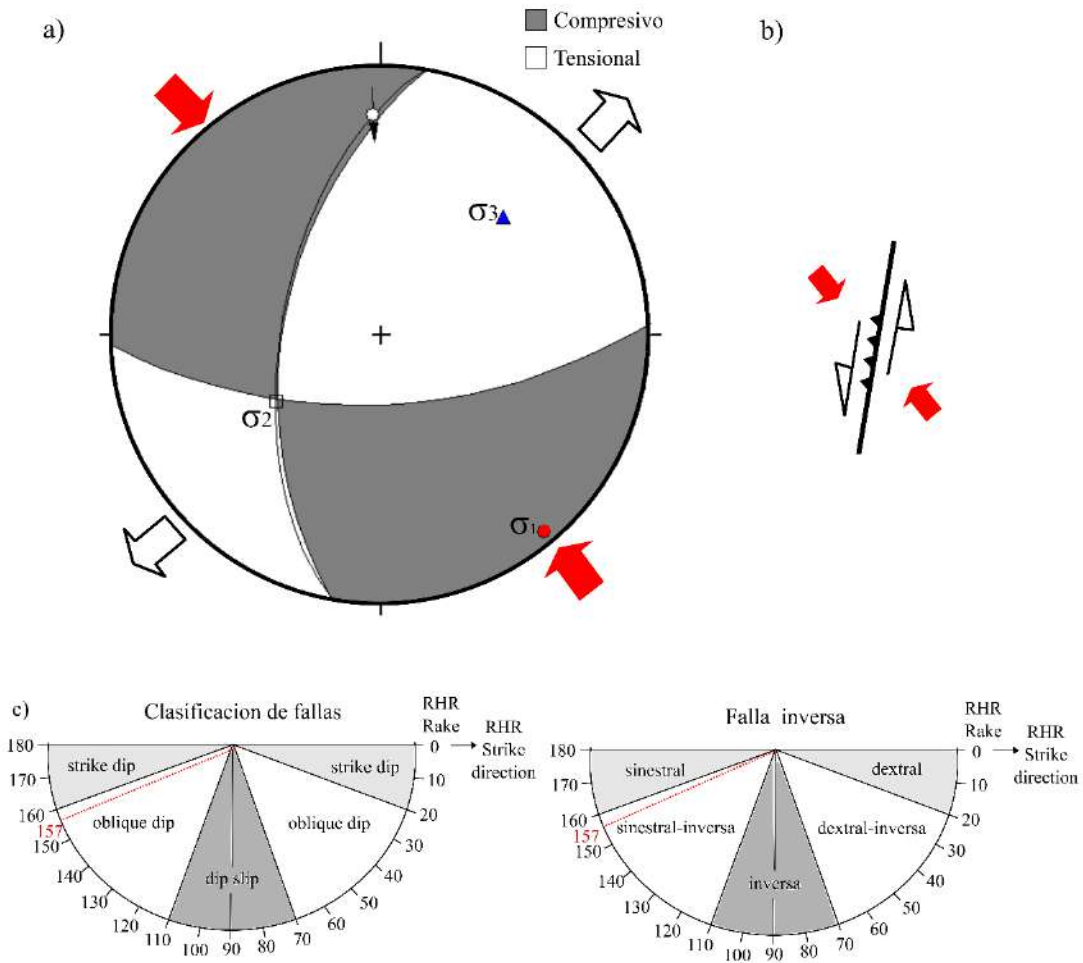 a)
Compresivo
Tensional
b)
σ3
σ2
σ1
c)
Clasificacion de fallas
RHR
Rake
RHR
Strike
direction
180
170
160
157
150
140
130
120
110
100
90
80
70
60
50
40
30
20
10
0
strike dip
strike dip
oblique dip
oblique dip
dip slip
Falla inversa
RHR
Rake
RHR
Strike
direction
180
170
160
157
150
140
130
120
110
100
90
80
70
60
50
40
30
20
10
0
sinestral
dextral
sinestral-inversa
dextral-inversa
inversa